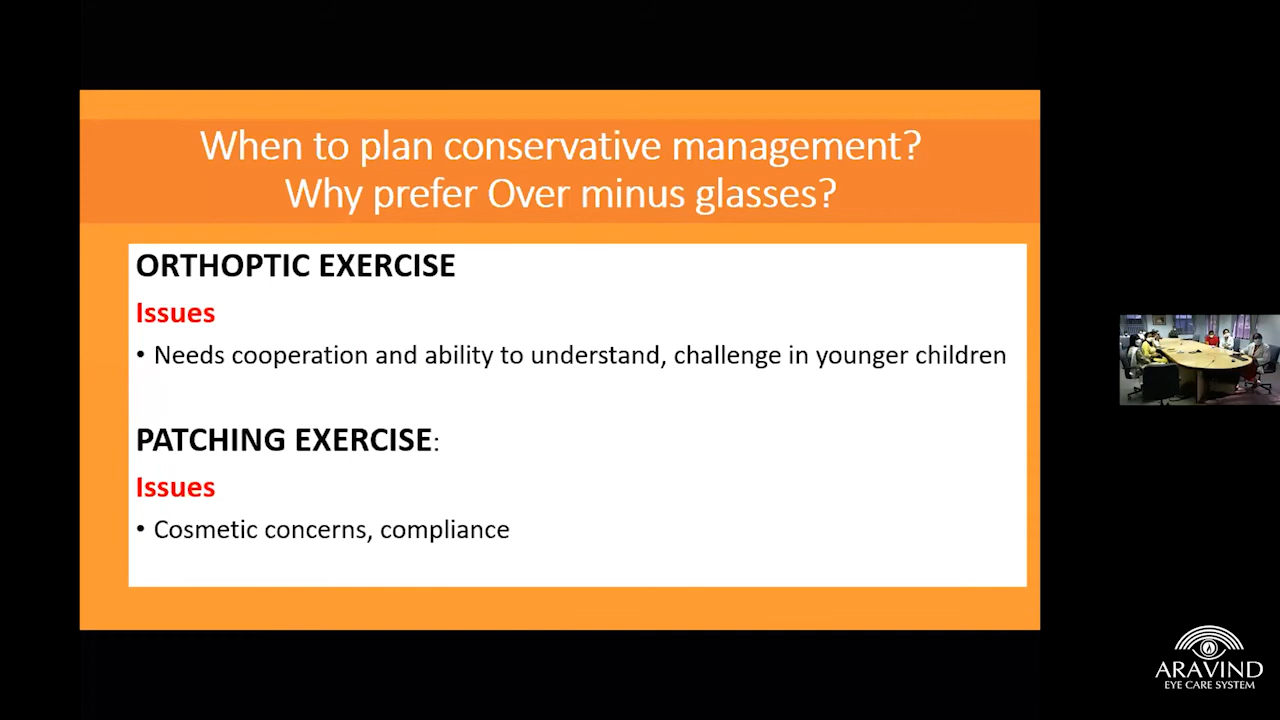 When to plan conservative management?
Why prefer Over minus glasses?
ORTHOPTIC EXERCISE
Issues
• Needs cooperation and ability to understand, challenge in younger children
PATCHING EXERCISE:
Issues
• Cosmetic concerns, compliance
ARAVIND
EYE CARE SYSTEM